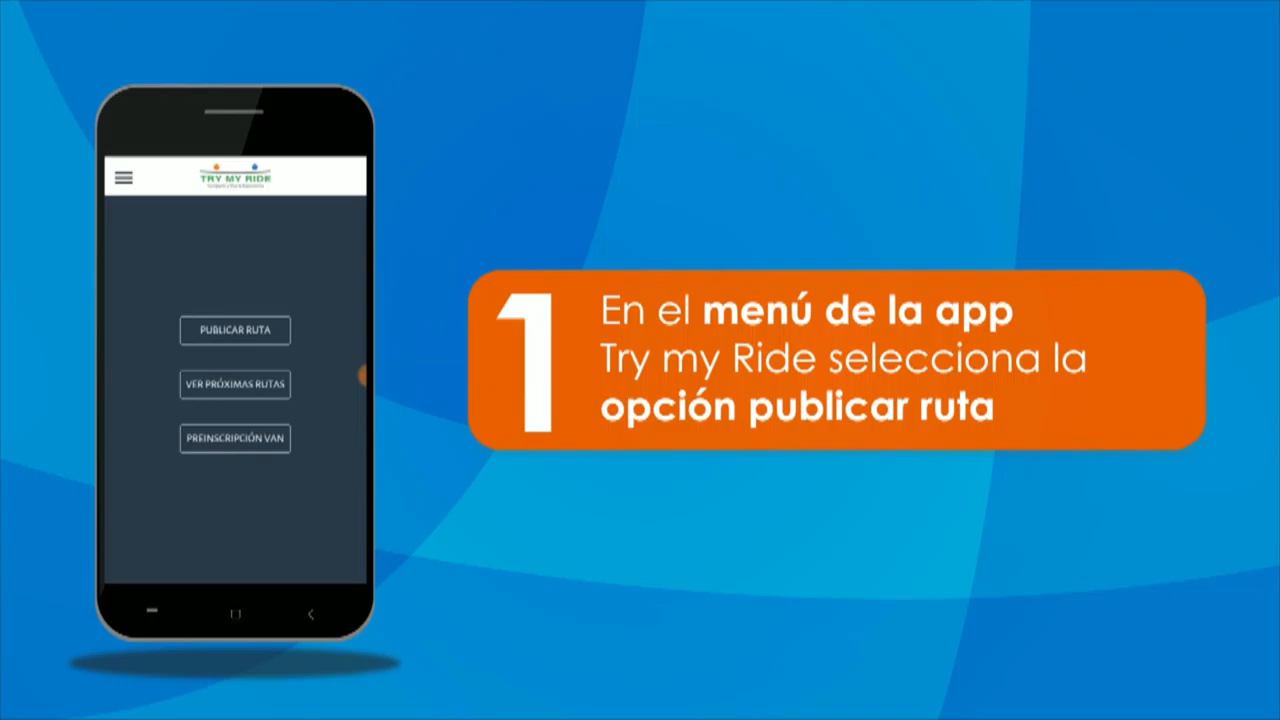 TRY MY RIDE
PUBLICAR RUTA
VER PRÓXIMAS RUTAS
PREINSCRIPCIÓN VAN
1
En el menú de la app
Try my Ride selecciona la
opción publicar ruta